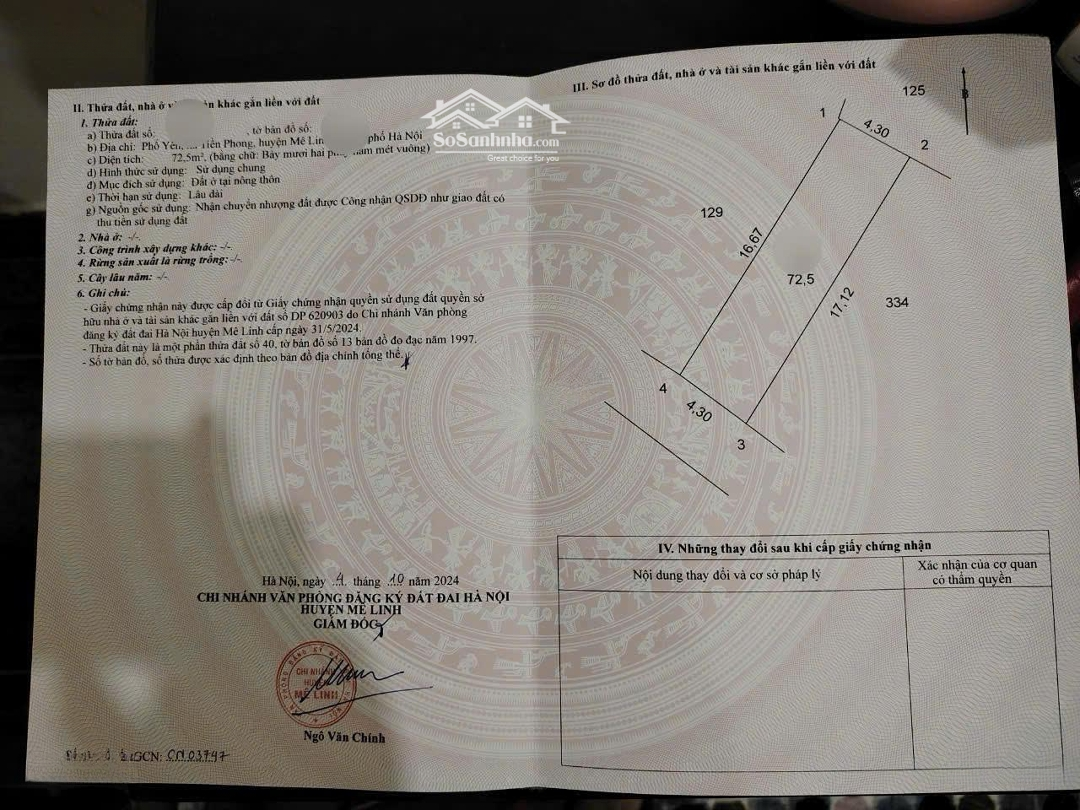 II. Thửa đất, nhà ở v sản khác gắn liền với đất
1. Thửa đất:
a) Thửa đất số: , tờ bản đồ số:
b) Địa chỉ: Phố Yên, Tiền Phong, huyện Mê Linh phố Hà Nội
c) Diện tích: 72,5m², (bằng chữ: Bảy mươi hai phẩy năm mét vuông)
d) Hình thức sử dụng: Sử dụng chung
đ) Mục đích sử dụng: Đất ở tại nông thôn
e) Thời hạn sử dụng: Lâu dài
g) Nguồn gốc sử dụng: Nhận chuyển nhượng đất được Công nhận QSDĐ như giao đất có
thu tiền sử dụng đất
2. Nhà ở: -/-
3. Công trình xây dựng khác: -/-
4. Rừng sản xuất là rừng trồng: -/-
5. Cây lâu năm: -/-
6. Ghi chú:
- Giấy chứng nhận này được cấp đổi từ Giấy chứng nhận quyền sử dụng đất quyền sở
hữu nhà ở và tài sản khác gắn liền với đất số DP 620903 do Chi nhánh Văn phòng
đăng ký đất đai Hà Nội huyện Mê Linh cấp ngày 31/5/2024.
- Thửa đất này là một phần thửa đất số 40, tờ bản đồ số 13 bản đồ đo đạc năm 1997.
- Số tờ bản đồ, số thửa được xác định theo bản đồ địa chính tổng thể.
Hà Nội, ngày 4 tháng 10 năm 2024
CHI NHÁNH VĂN PHÒNG ĐĂNG KÝ ĐẤT ĐAI HÀ NỘI
HUYỆN MÊ LINH
GIÁM ĐỐC
CHI NHÁNH
HUYỆN
MÊ LINH
Ngô Văn Chính
GCN: CN 03747
SoSanhnha.com
Great choice for you
III. Sơ đồ thửa đất, nhà ở và tài sản khác gắn liền với đất
125
B
1
4,30
2
129
16,67
72,5
17,12
334
4
4,30
3
IV. Những thay đổi sau khi cấp giấy chứng nhận
Nội dung thay đổi và cơ sở pháp lý
Xác nhận của cơ quan
có thẩm quyền